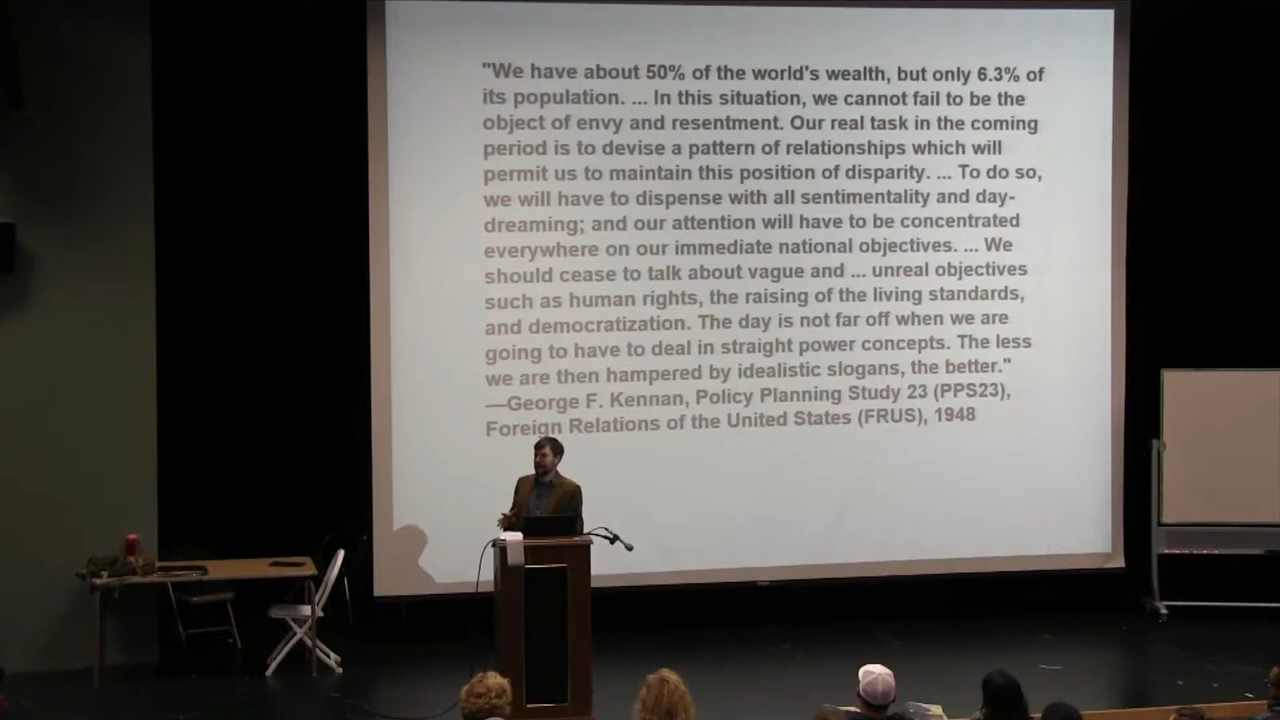 "We have about 50% of the world's wealth, but only 6.3% of
its population. ... In this situation, we cannot fail to be the
object of envy and resentment. Our real task in the coming
period is to devise a pattern of relationships which will
permit us to maintain this position of disparity. ... To do so,
we will have to dispense with all sentimentality and day-
dreaming; and our attention will have to be concentrated
everywhere on our immediate national objectives. ... We
should cease to talk about vague and ... unreal objectives
such as human rights, the raising of the living standards,
and democratization. The day is not far off when we are
going to have to deal in straight power concepts. The less
we are then hampered by idealistic slogans, the better."
—George F. Kennan, Policy Planning Study 23 (PPS23),
Foreign Relations of the United States (FRUS), 1948